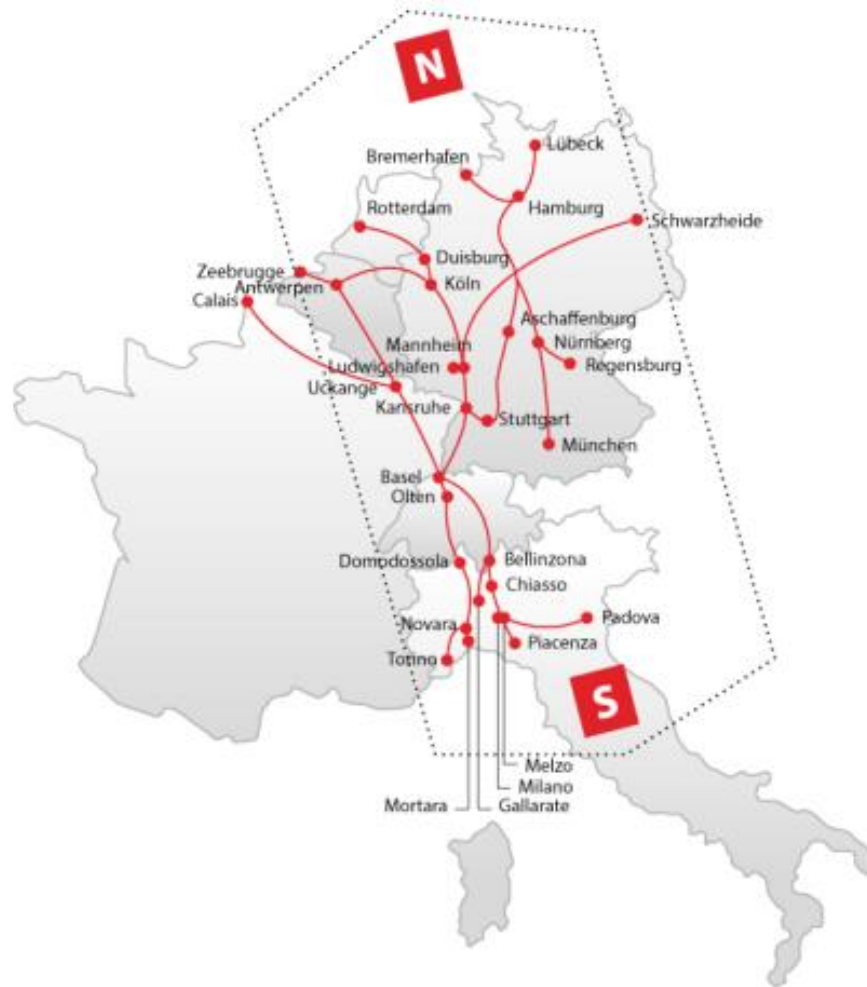 N
Lübeck
Bremerhafen
Hamburg
Rotterdam
Schwarzheide
Duisburg
Zeebrugge
Antwerpen
Köln
Calais
Aschaffenburg
Mannheim
Nürnberg
Ludwigshafen
Regensburg
Uckange
Karlsruhe
Stuttgart
München
Basel
Olten
Domodossola
Bellinzona
Chiasso
Novara
Padova
Piacenza
Totino
S
Melzo
Milano
Mortara
Gallarate